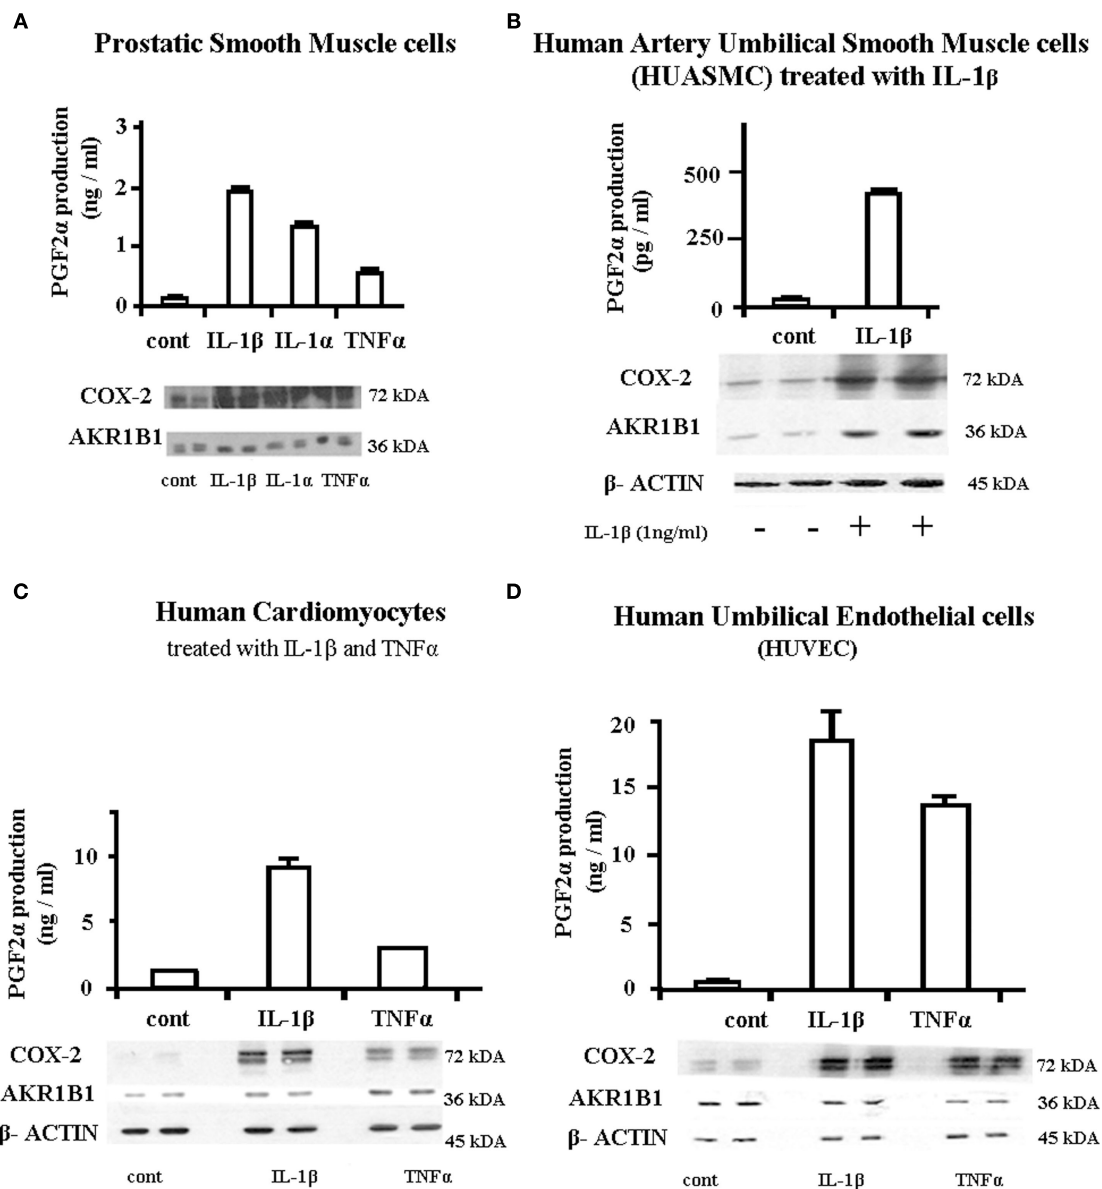 A
Prostatic Smooth Muscle cells
PGF2α production
(ng / ml)
3
2
1
0
cont IL-1β IL-1α TNFα
COX-2 72 kDA
AKR1B1 36 kDA
cont IL-1β IL-1α TNFα
B
Human Artery Umbilical Smooth Muscle cells
(HUASMC) treated with IL-1β
PGF2α production
(pg / ml)
500
250
0
cont IL-1β
COX-2 72 kDA
AKR1B1 36 kDA
β- ACTIN 45 kDA
IL-1β (1ng/ml) - - + +
C
Human Cardiomyocytes
treated with IL-1β and TNFα
PGF2α production
(ng / ml)
10
5
0
cont IL-1β TNFα
COX-2 72 kDA
AKR1B1 36 kDA
β- ACTIN 45 kDA
cont IL-1β TNFα
D
Human Umbilical Endothelial cells
(HUVEC)
PGF2α production
(ng / ml)
20
15
10
5
0
cont IL-1β TNFα
COX-2 72 kDA
AKR1B1 36 kDA
β- ACTIN 45 kDA
cont IL-1β TNFα